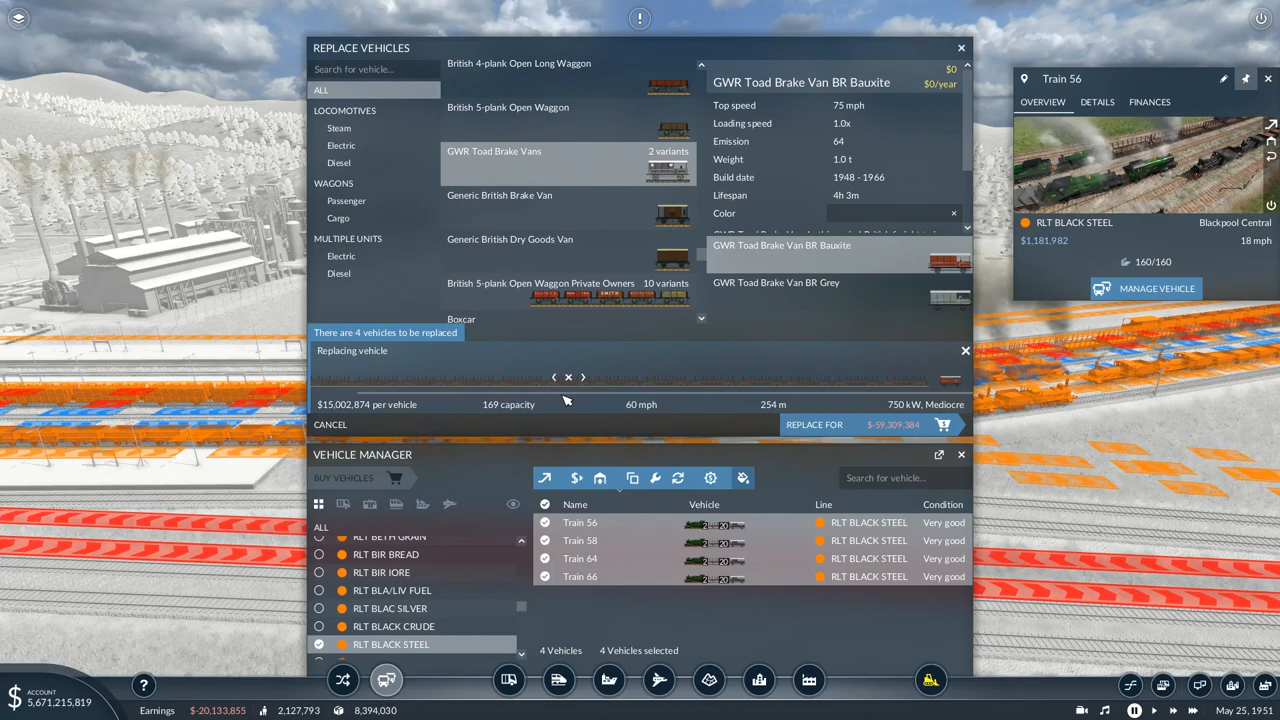 REPLACE VEHICLES
Search for vehicle...
ALL
LOCOMOTIVES
Steam
Electric
Diesel
WAGONS
Passenger
Cargo
MULTIPLE UNITS
Electric
Diesel
British 4-plank Open Long Waggon
British 5-plank Open Waggon
GWR Toad Brake Vans 2 variants
Generic British Brake Van
Generic British Dry Goods Van
British 5-plank Open Waggon Private Owners 10 variants
Boxcar
$0
GWR Toad Brake Van BR Bauxite $0/year
Top speed 75 mph
Loading speed 1.0x
Emission 64
Weight 1.0 t
Build date 1948 - 1966
Lifespan 4h 3m
Color
GWR Toad Brake Van BR Bauxite
GWR Toad Brake Van BR Grey
There are 4 vehicles to be replaced
Replacing vehicle
$15,002,874 per vehicle 169 capacity 60 mph 254 m 750 kW, Mediocre
CANCEL REPLACE FOR $-59,309,384
Train 56
OVERVIEW DETAILS FINANCES
RLT BLACK STEEL Blackpool Central
$1,181,982 18 mph
160/160
MANAGE VEHICLE
VEHICLE MANAGER
BUY VEHICLES
Search for vehicle...
ALL
RLT BETH GRAIN
RLT BIR BREAD
RLT BIR IORE
RLT BLA/LIV FUEL
RLT BLAC SILVER
RLT BLACK CRUDE
RLT BLACK STEEL
Name Vehicle Line Condition
Train 56 2 20 RLT BLACK STEEL Very good
Train 58 2 20 RLT BLACK STEEL Very good
Train 64 2 20 RLT BLACK STEEL Very good
Train 66 2 20 RLT BLACK STEEL Very good
4 Vehicles 4 Vehicles selected
$ ACCOUNT
5,671,215,819
?
Earnings $-20,133,855 2,127,793 8,394,030
May 25, 1951